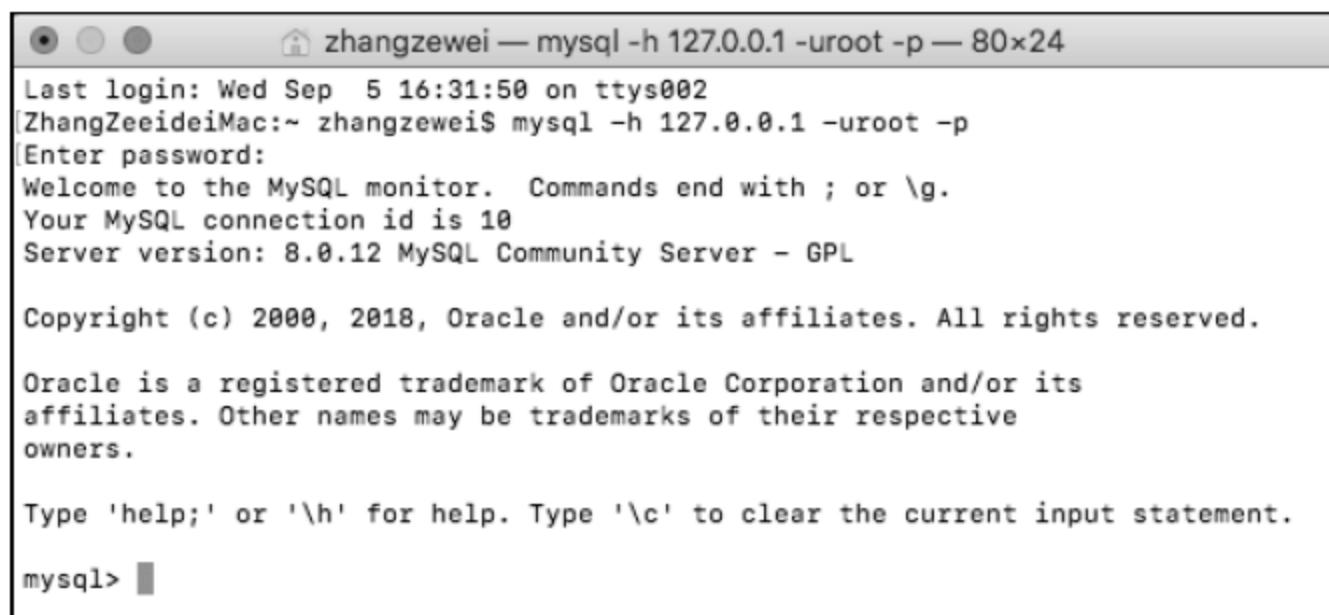 zhangzewei — mysql -h 127.0.0.1 -uroot -p — 80×24
Last login: Wed Sep  5 16:31:50 on ttys002
[ZhangZeeideiMac:~ zhangzewei$ mysql -h 127.0.0.1 -uroot -p
[Enter password:
Welcome to the MySQL monitor.  Commands end with ; or \g.
Your MySQL connection id is 10
Server version: 8.0.12 MySQL Community Server - GPL

Copyright (c) 2000, 2018, Oracle and/or its affiliates. All rights reserved.

Oracle is a registered trademark of Oracle Corporation and/or its
affiliates. Other names may be trademarks of their respective
owners.

Type 'help;' or '\h' for help. Type '\c' to clear the current input statement.

mysql>